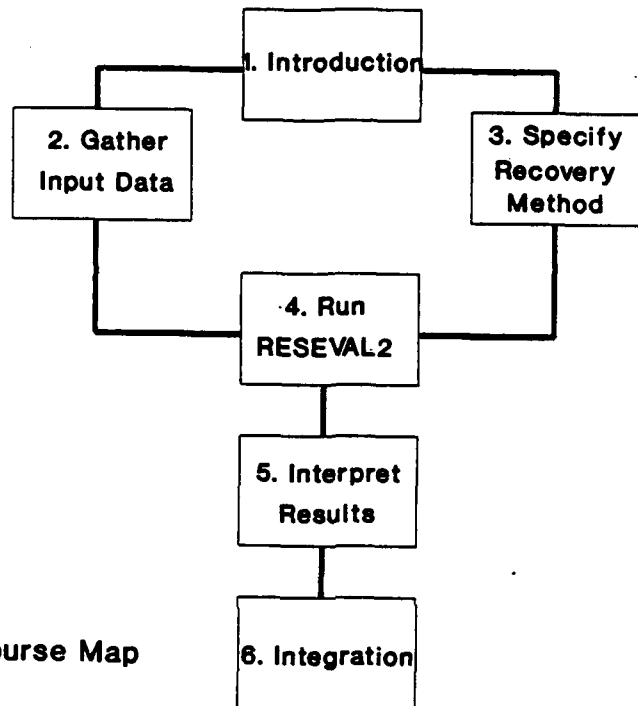 1. Introduction
2. Gather
Input Data
3. Specify
Recovery
Method
4. Run
RESEVAL2
5. Interpret
Results
6. Integration
urse Map